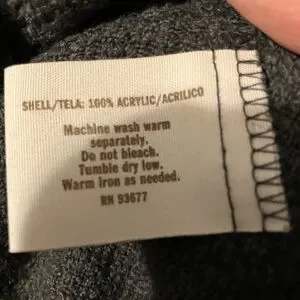 SHELL/TELA: 100% ACRYLIC/ACRILICO
Machine wash warm
separately.
Do not bleach.
Tumble dry low.
Warm iron as needed.
RN 93677